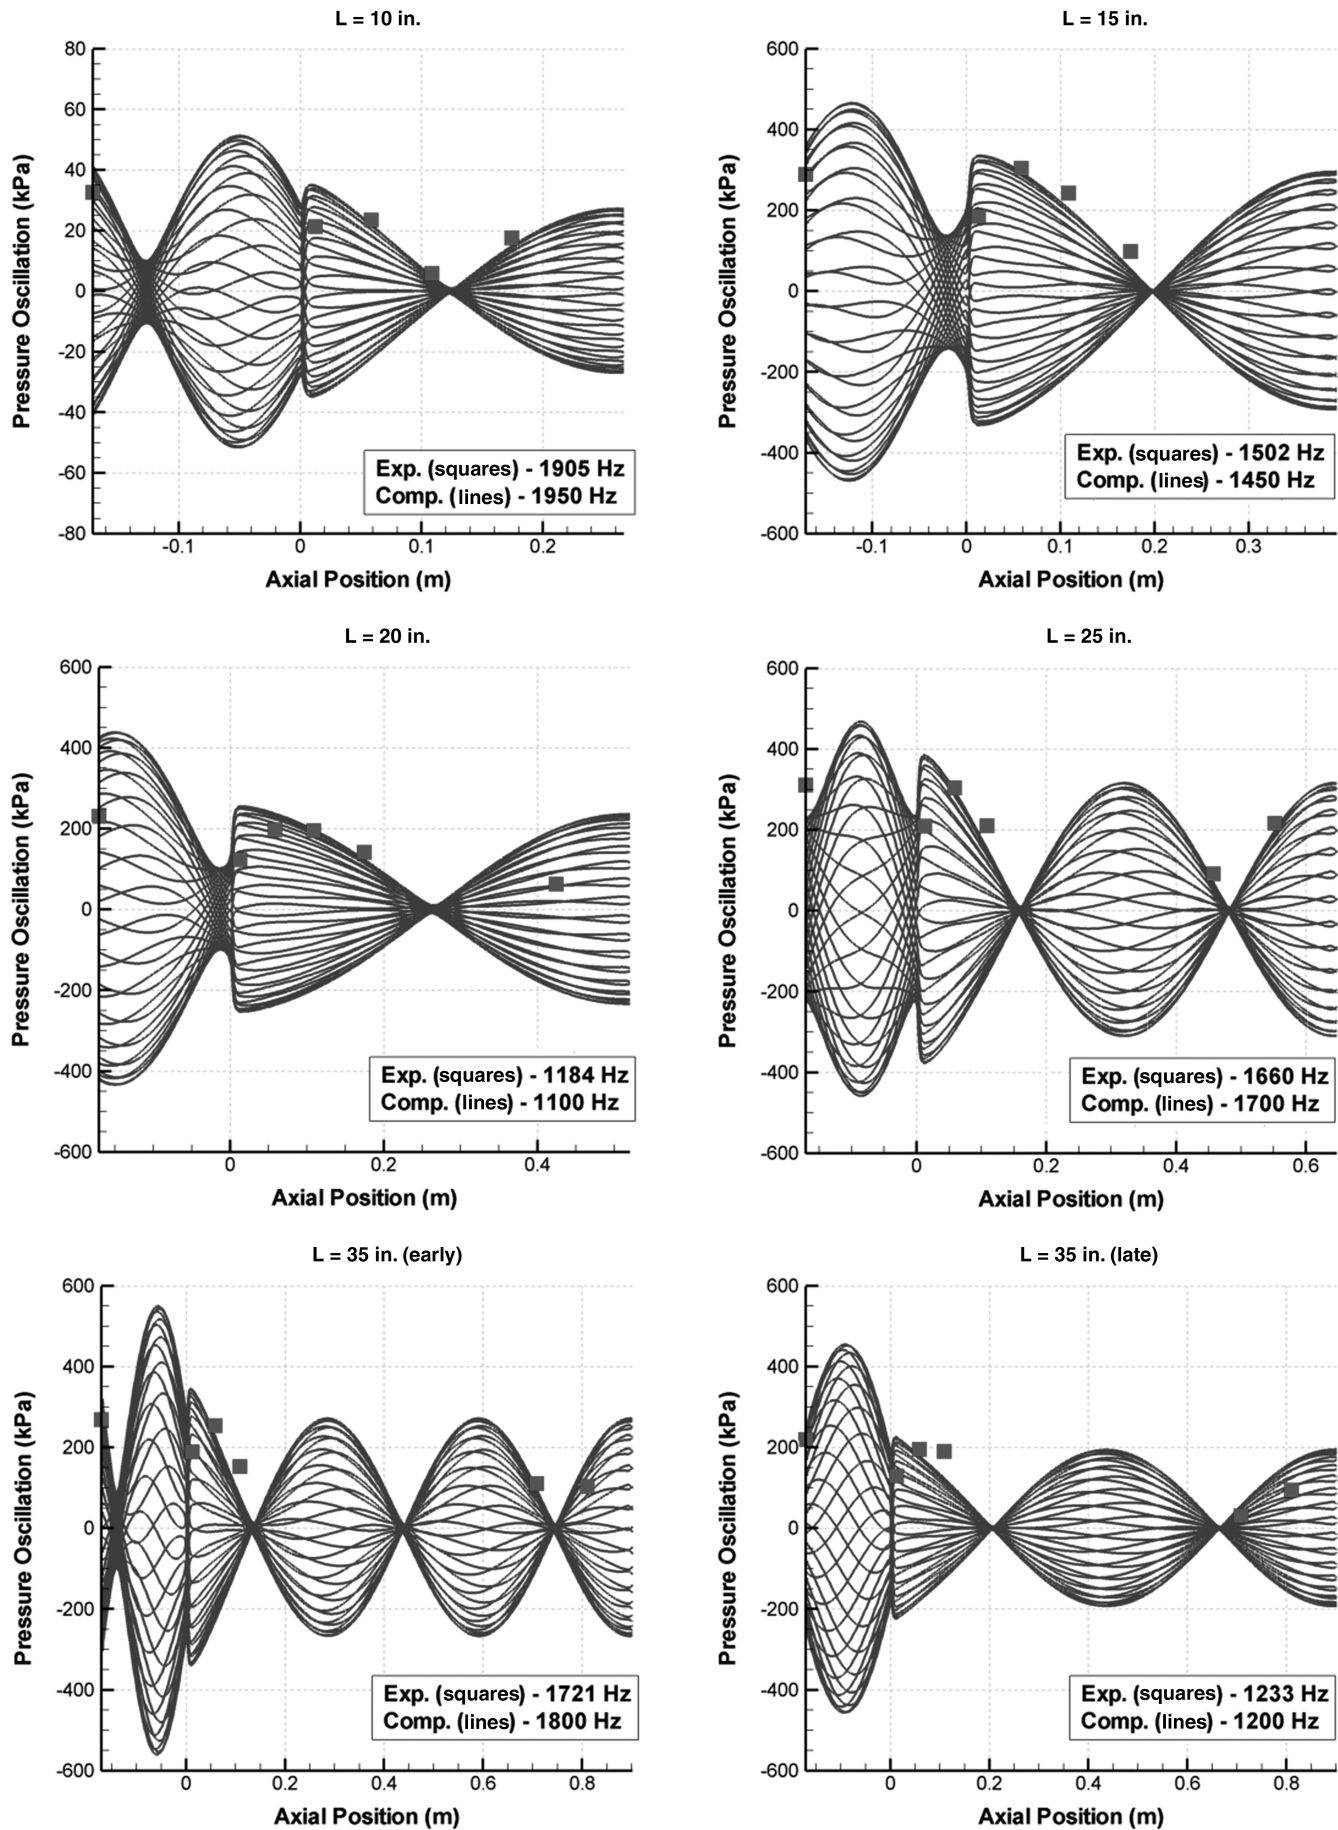 L = 10 in.
80
60
40
20
0
-20
-40
-60
-80
Pressure Oscillation (kPa)
Exp. (squares) - 1905 Hz
Comp. (lines) - 1950 Hz
-0.1
0
0.1
0.2
Axial Position (m)
L = 15 in.
600
400
200
0
-200
-400
-600
Pressure Oscillation (kPa)
Exp. (squares) - 1502 Hz
Comp. (lines) - 1450 Hz
-0.1
0
0.1
0.2
0.3
Axial Position (m)
L = 20 in.
600
400
200
0
-200
-400
-600
Pressure Oscillation (kPa)
Exp. (squares) - 1184 Hz
Comp. (lines) - 1100 Hz
0
0.2
0.4
Axial Position (m)
L = 25 in.
600
400
200
0
-200
-400
-600
Pressure Oscillation (kPa)
Exp. (squares) - 1660 Hz
Comp. (lines) - 1700 Hz
0
0.2
0.4
0.6
Axial Position (m)
L = 35 in. (early)
600
400
200
0
-200
-400
-600
Pressure Oscillation (kPa)
Exp. (squares) - 1721 Hz
Comp. (lines) - 1800 Hz
0
0.2
0.4
0.6
0.8
Axial Position (m)
L = 35 in. (late)
600
400
200
0
-200
-400
-600
Pressure Oscillation (kPa)
Exp. (squares) - 1233 Hz
Comp. (lines) - 1200 Hz
0
0.2
0.4
0.6
0.8
Axial Position (m)